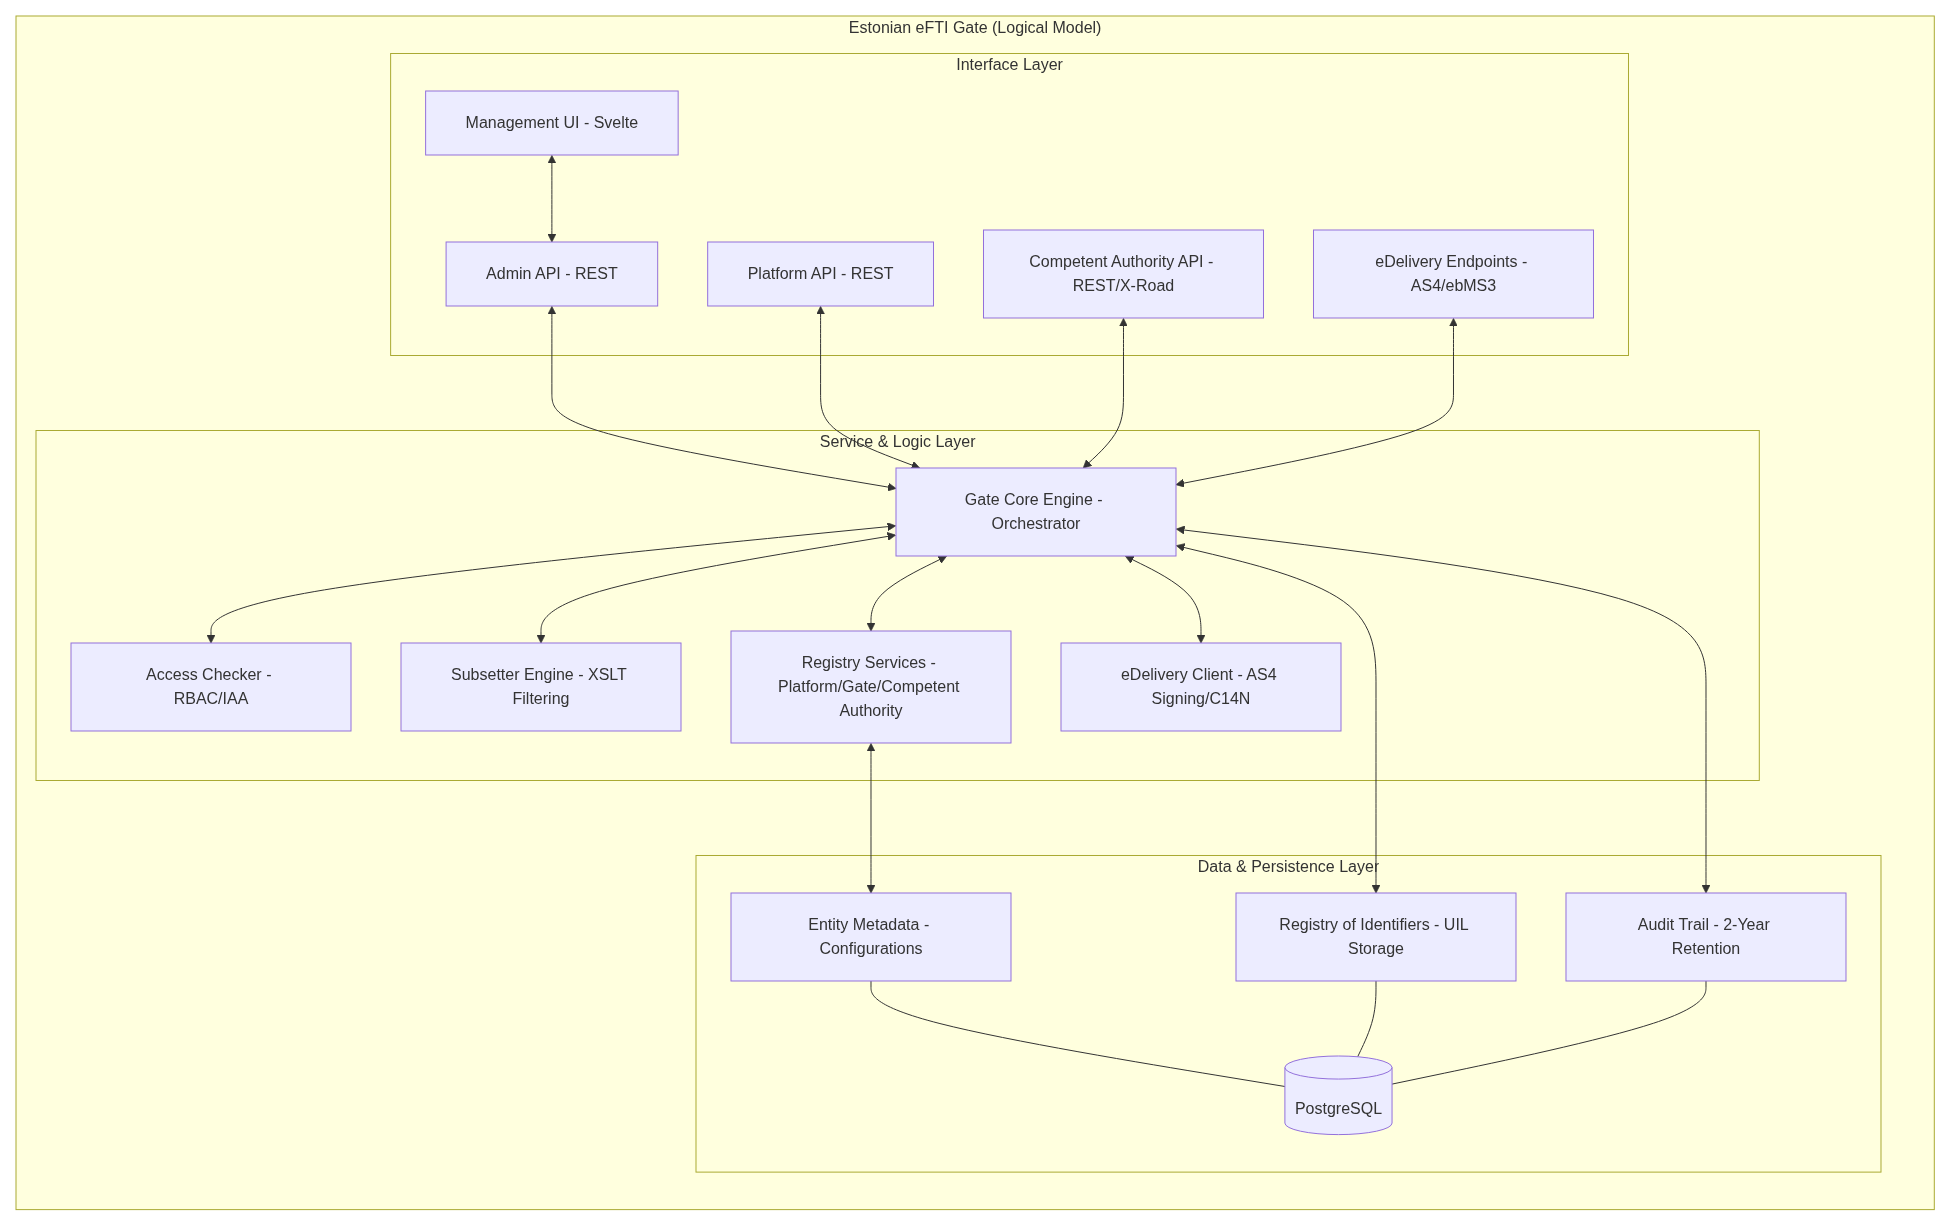 Estonian eFTI Gate (Logical Model)
Interface Layer
Management UI - Svelte
Admin API - REST
Platform API - REST
Competent Authority API -
REST/X-Road
eDelivery Endpoints -
AS4/ebMS3
Service & Logic Layer
Gate Core Engine -
Orchestrator
Access Checker -
RBAC/IAA
Subsetter Engine - XSLT
Filtering
Registry Services -
Platform/Gate/Competent
Authority
eDelivery Client - AS4
Signing/C14N
Data & Persistence Layer
Entity Metadata -
Configurations
Registry of Identifiers - UIL
Storage
Audit Trail - 2-Year
Retention
PostgreSQL